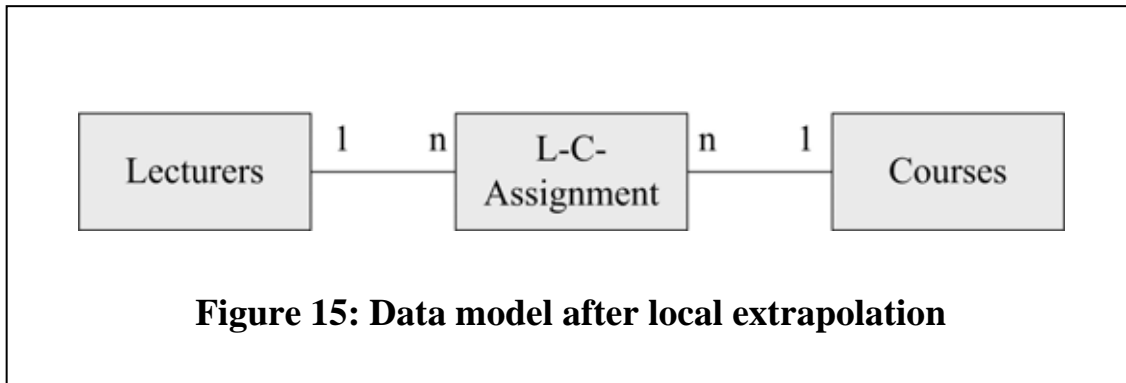 Lecturers
1
n
L-C-
Assignment
n
1
Courses
Figure 15: Data model after local extrapolation